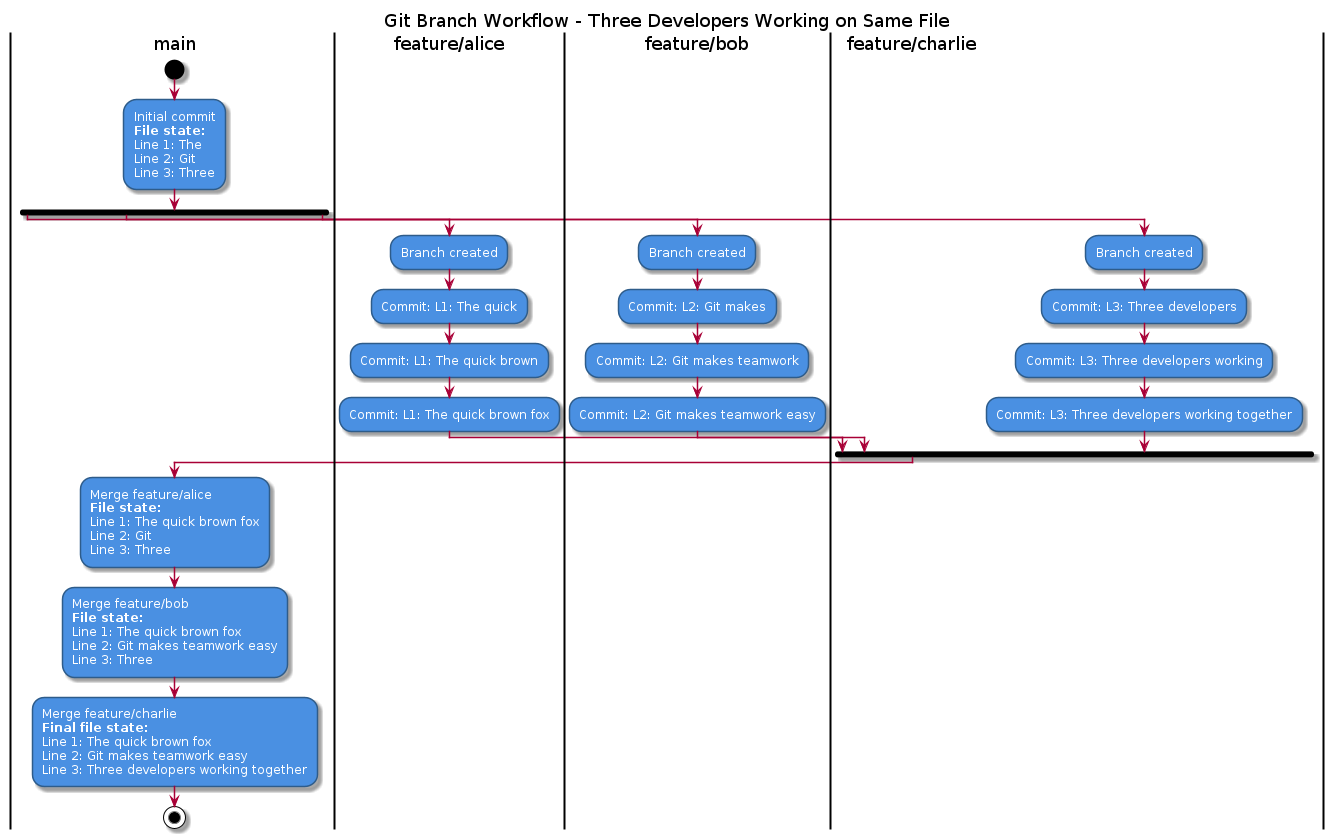 Git Branch Workflow - Three Developers Working on Same File
main
feature/alice
feature/bob
feature/charlie
Initial commit
File state:
Line 1: The
Line 2: Git
Line 3: Three
Branch created
Branch created
Branch created
Commit: L1: The quick
Commit: L2: Git makes
Commit: L3: Three developers
Commit: L1: The quick brown
Commit: L2: Git makes teamwork
Commit: L3: Three developers working
Commit: L1: The quick brown fox
Commit: L2: Git makes teamwork easy
Commit: L3: Three developers working together
Merge feature/alice
File state:
Line 1: The quick brown fox
Line 2: Git
Line 3: Three
Merge feature/bob
File state:
Line 1: The quick brown fox
Line 2: Git makes teamwork easy
Line 3: Three
Merge feature/charlie
Final file state:
Line 1: The quick brown fox
Line 2: Git makes teamwork easy
Line 3: Three developers working together